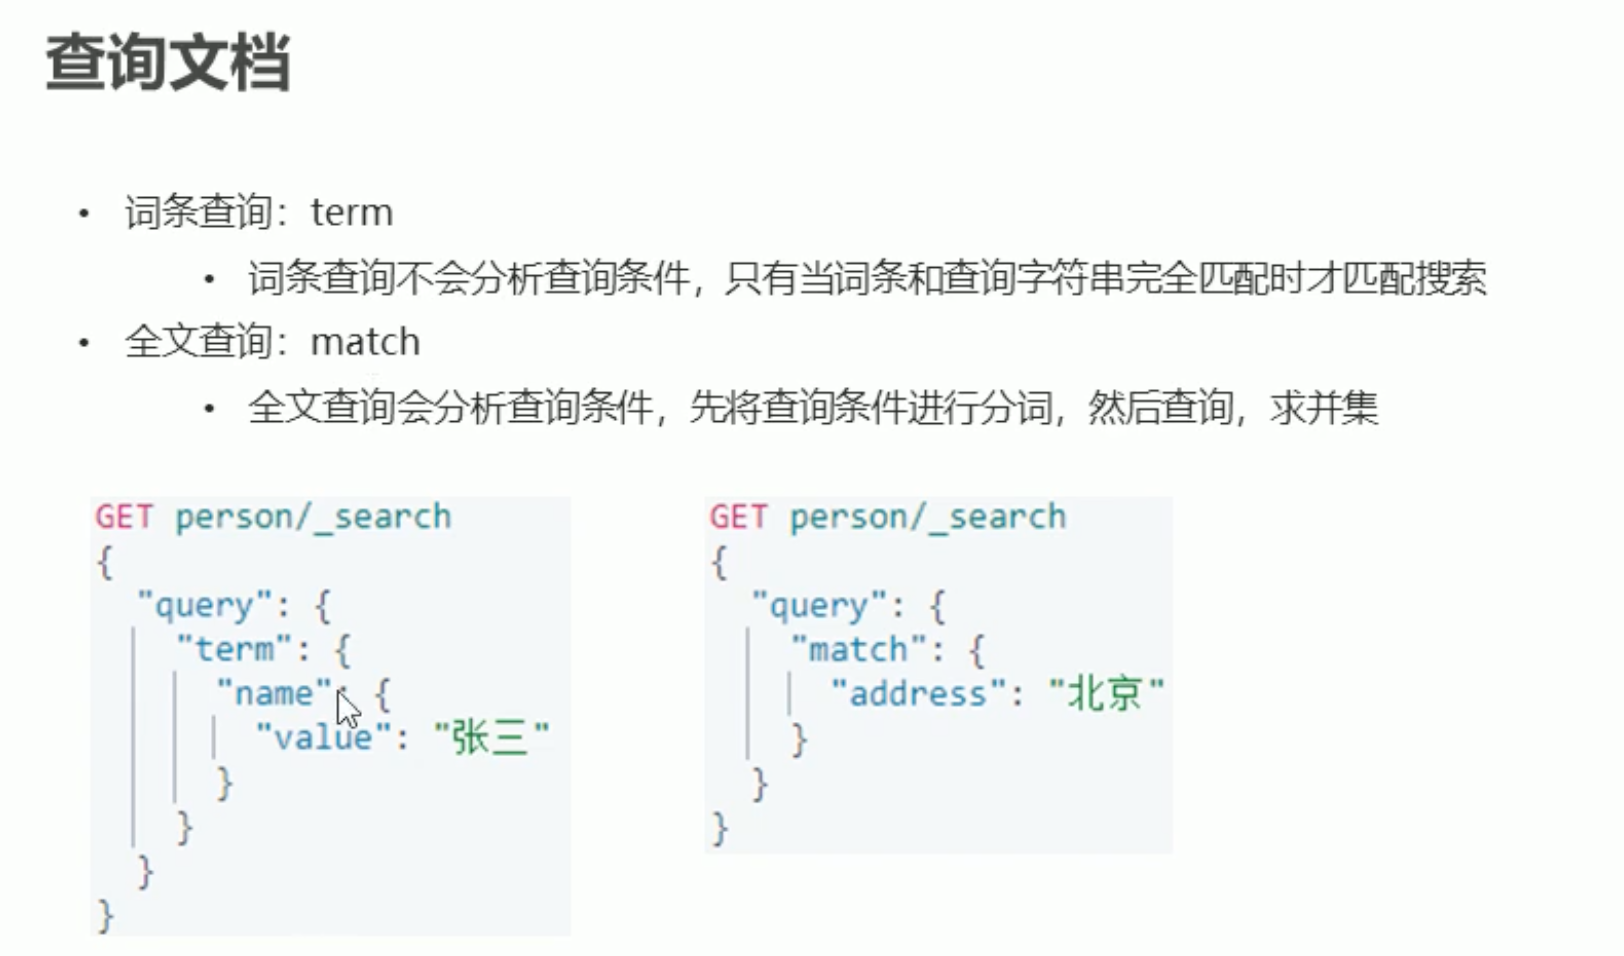 查询文档
• 词条查询：term
• 词条查询不会分析查询条件，只有当词条和查询字符串完全匹配时才匹配搜索
• 全文查询：match
• 全文查询会分析查询条件，先将查询条件进行分词，然后查询，求并集
GET person/_search
{
  "query": {
    "term": {
      "name": {
        "value": "张三"
      }
    }
  }
}
GET person/_search
{
  "query": {
    "match": {
      "address": "北京"
    }
  }
}